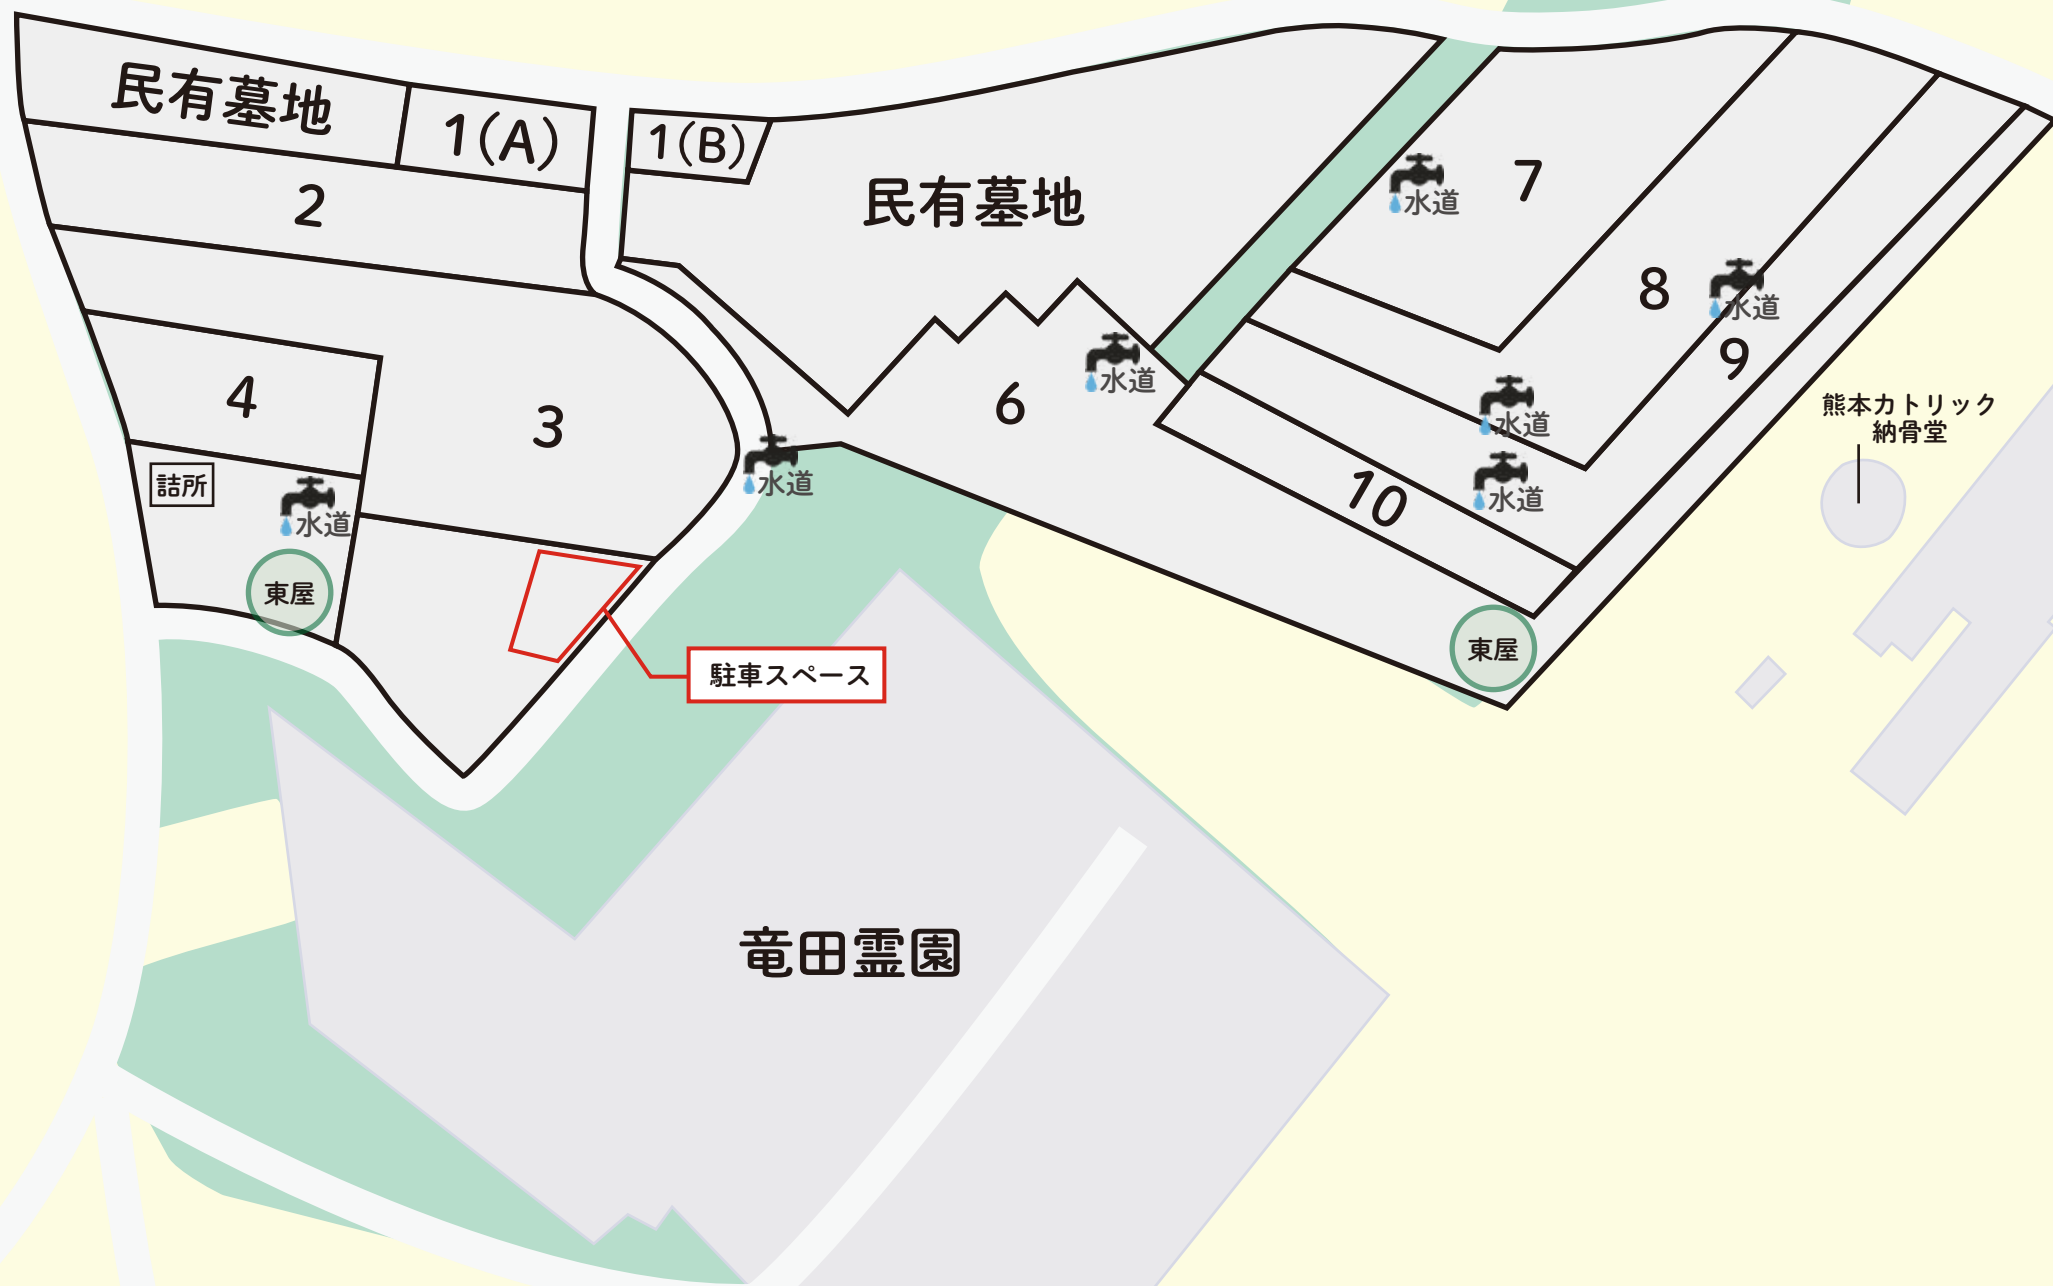 民有墓地
1(A)
1(B)
2
民有墓地
水道
7
8
水道
9
4
3
6
水道
水道
熊本カトリック
納骨堂
詰所
水道
水道
10
水道
東屋
東屋
駐車スペース
竜田霊園